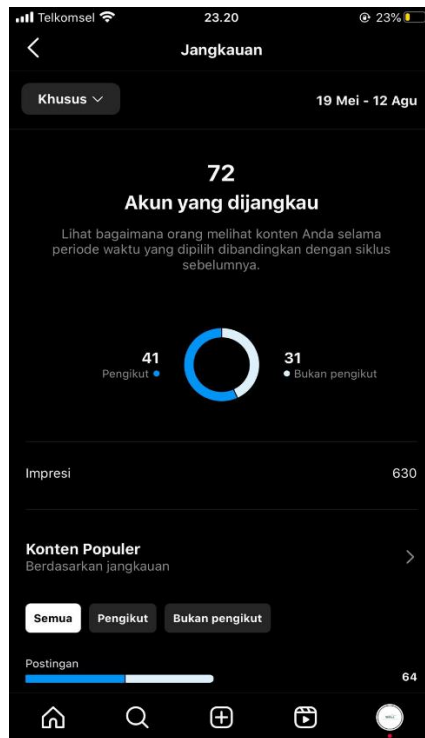 Telkomsel 23.20 23%
Jangkauan
Khusus 19 Mei - 12 Agu
72
Akun yang dijangkau
Lihat bagaimana orang melihat konten Anda selama
periode waktu yang dipilih dibandingkan dengan siklus
sebelumnya.
41 31
Pengikut Bukan pengikut
Impresi 630
Konten Populer
Berdasarkan jangkauan
Semua Pengikut Bukan pengikut
Postingan
64